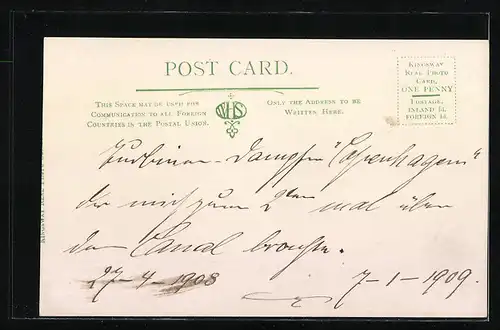 POST CARD.
THIS SPACE MAY BE USED FOR
COMMUNICATION TO ALL FOREIGN
COUNTRIES IN THE POSTAL UNION.
WHS
ONLY THE ADDRESS TO BE
WRITTEN HERE.
KINGSWAY
REAL PHOTO
CARD,
ONE PENNY
POSTAGE,
INLAND ½d.
FOREIGN 1d.
Turbinen-Dampfer "Copenhagen"
der mich zum 2ten mal über
den Canal brachte.
27-4-1908
7-1-1909.